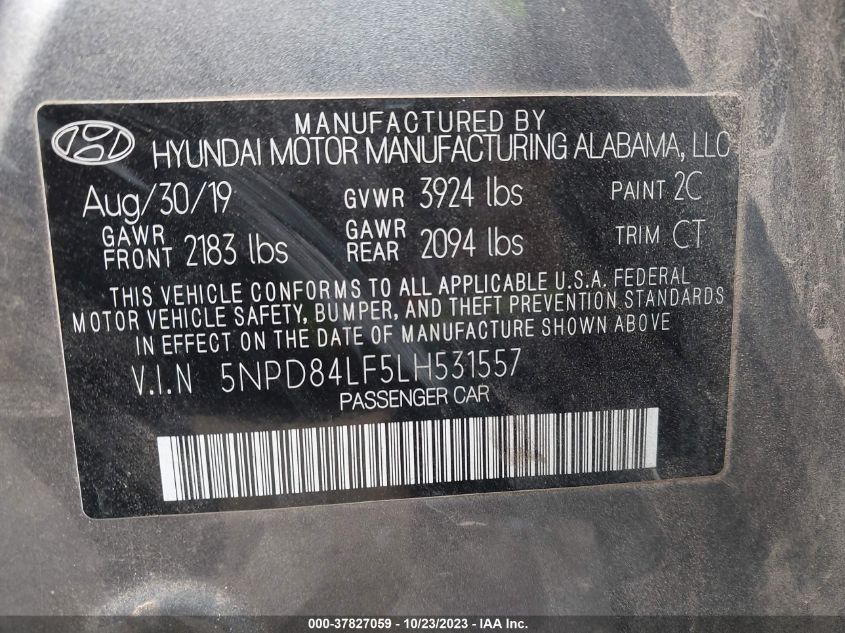 MANUFACTURED BY
HYUNDAI MOTOR MANUFACTURING ALABAMA, LLC
Aug/30/19 GVWR 3924 lbs PAINT 2C
GAWR FRONT 2183 lbs GAWR REAR 2094 lbs TRIM CT
THIS VEHICLE CONFORMS TO ALL APPLICABLE U.S.A. FEDERAL
MOTOR VEHICLE SAFETY, BUMPER, AND THEFT PREVENTION STANDARDS
IN EFFECT ON THE DATE OF MANUFACTURE SHOWN ABOVE
V.I.N 5NPD84LF5LH531557
PASSENGER CAR
000-37827059 - 10/23/2023 - IAA Inc.